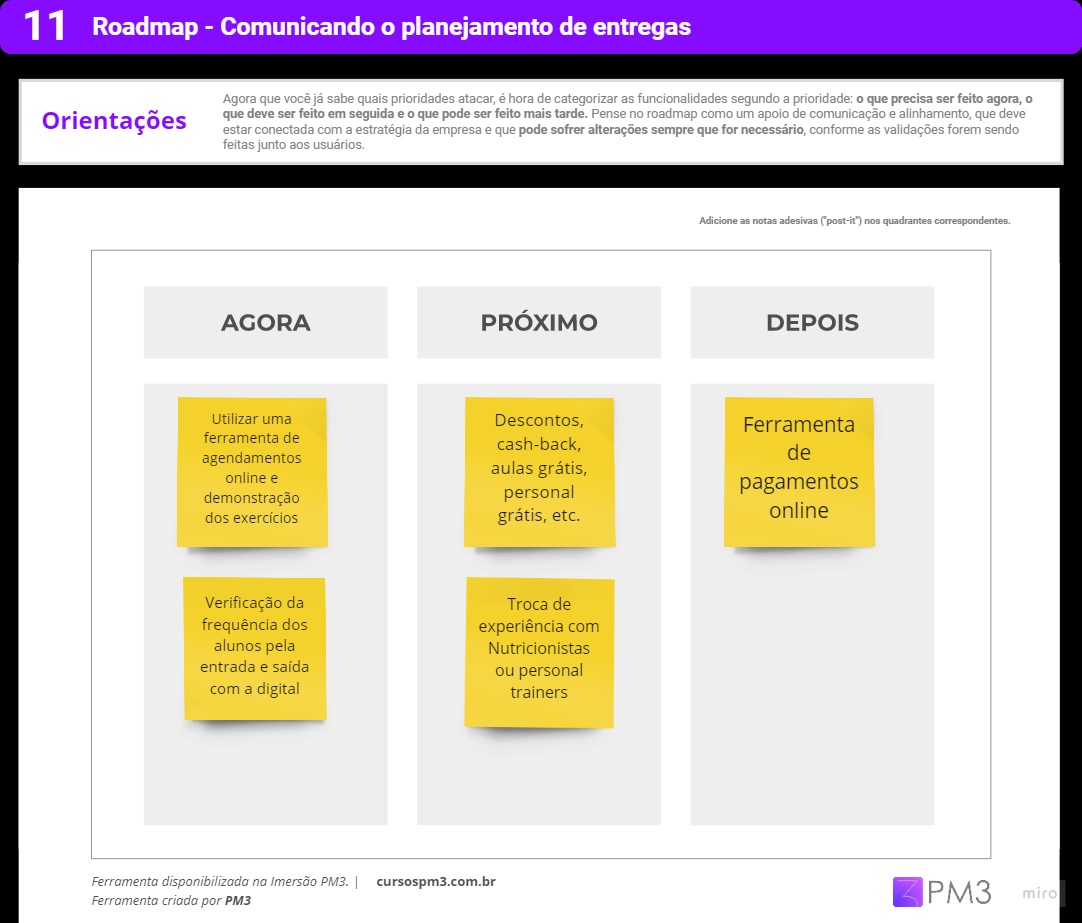 11 Roadmap - Comunicando o planejamento de entregas
Orientações
Agora que você já sabe quais prioridades atacar, é hora de categorizar as funcionalidades segundo a prioridade: o que precisa ser feito agora, o
que deve ser feito em seguida e o que pode ser feito mais tarde. Pense no roadmap como um apoio de comunicação e alinhamento, que deve
estar conectada com a estratégia da empresa e que pode sofrer alterações sempre que for necessário, conforme as validações forem sendo
feitas junto aos usuários.
Adicione as notas adesivas ("post-it") nos quadrantes correspondentes.
AGORA
Utilizar uma
ferramenta de
agendamentos
online e
demonstração
dos exercícios
Verificação da
frequência dos
alunos pela
entrada e saída
com a digital
PRÓXIMO
Descontos,
cash-back,
aulas grátis,
personal
grátis, etc.
Troca de
experiência com
Nutricionistas
ou personal
trainers
DEPOIS
Ferramenta
de
pagamentos
online
Ferramenta disponibilizada na Imersão PM3. | cursospm3.com.br
Ferramenta criada por PM3
PM3
miro